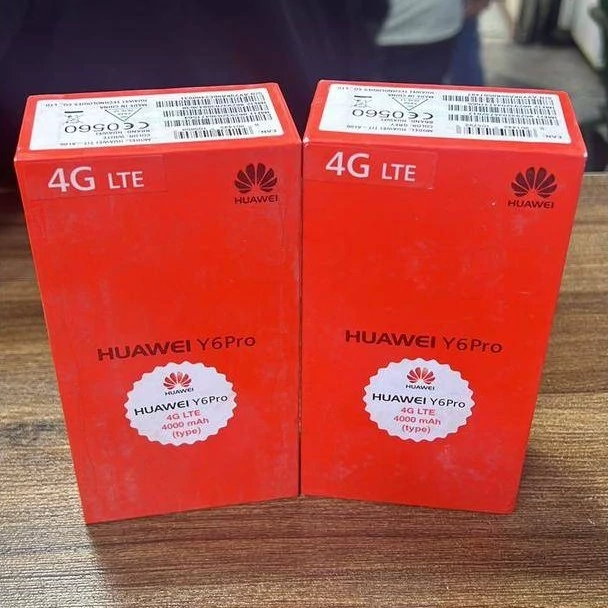 CE0560
4G LTE
HUAWEI
HUAWEI Y6Pro
HUAWEI
HUAWEI Y6Pro
4G LTE
4000 mAh
(type)
CE0560
4G LTE
HUAWEI
HUAWEI Y6Pro
HUAWEI
HUAWEI Y6Pro
4G LTE
4000 mAh
(type)